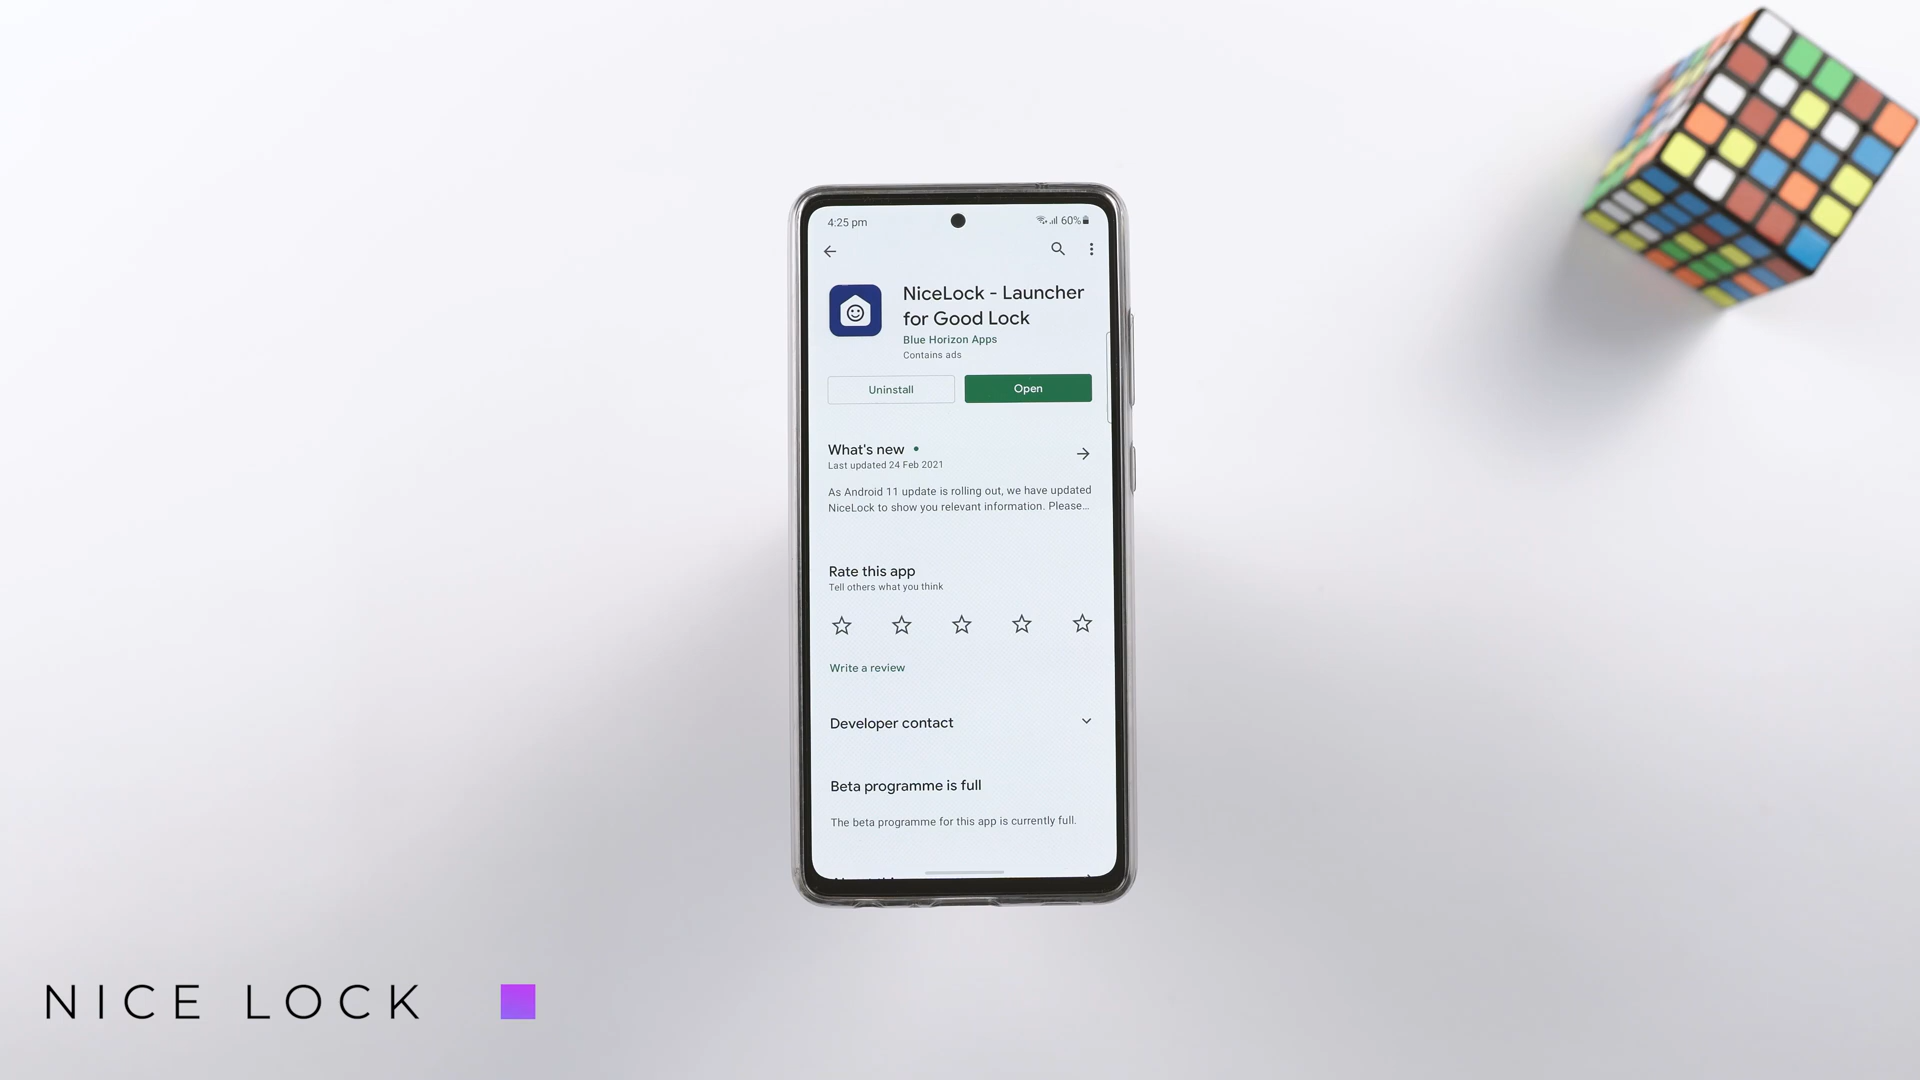 4:25 pm
60%
NiceLock - Launcher
for Good Lock
Blue Horizon Apps
Contains ads
Uninstall
Open
What's new
Last updated 24 Feb 2021
As Android 11 update is rolling out, we have updated
NiceLock to show you relevant information. Please...
Rate this app
Tell others what you think
Write a review
Developer contact
Beta programme is full
The beta programme for this app is currently full.
NICE LOCK